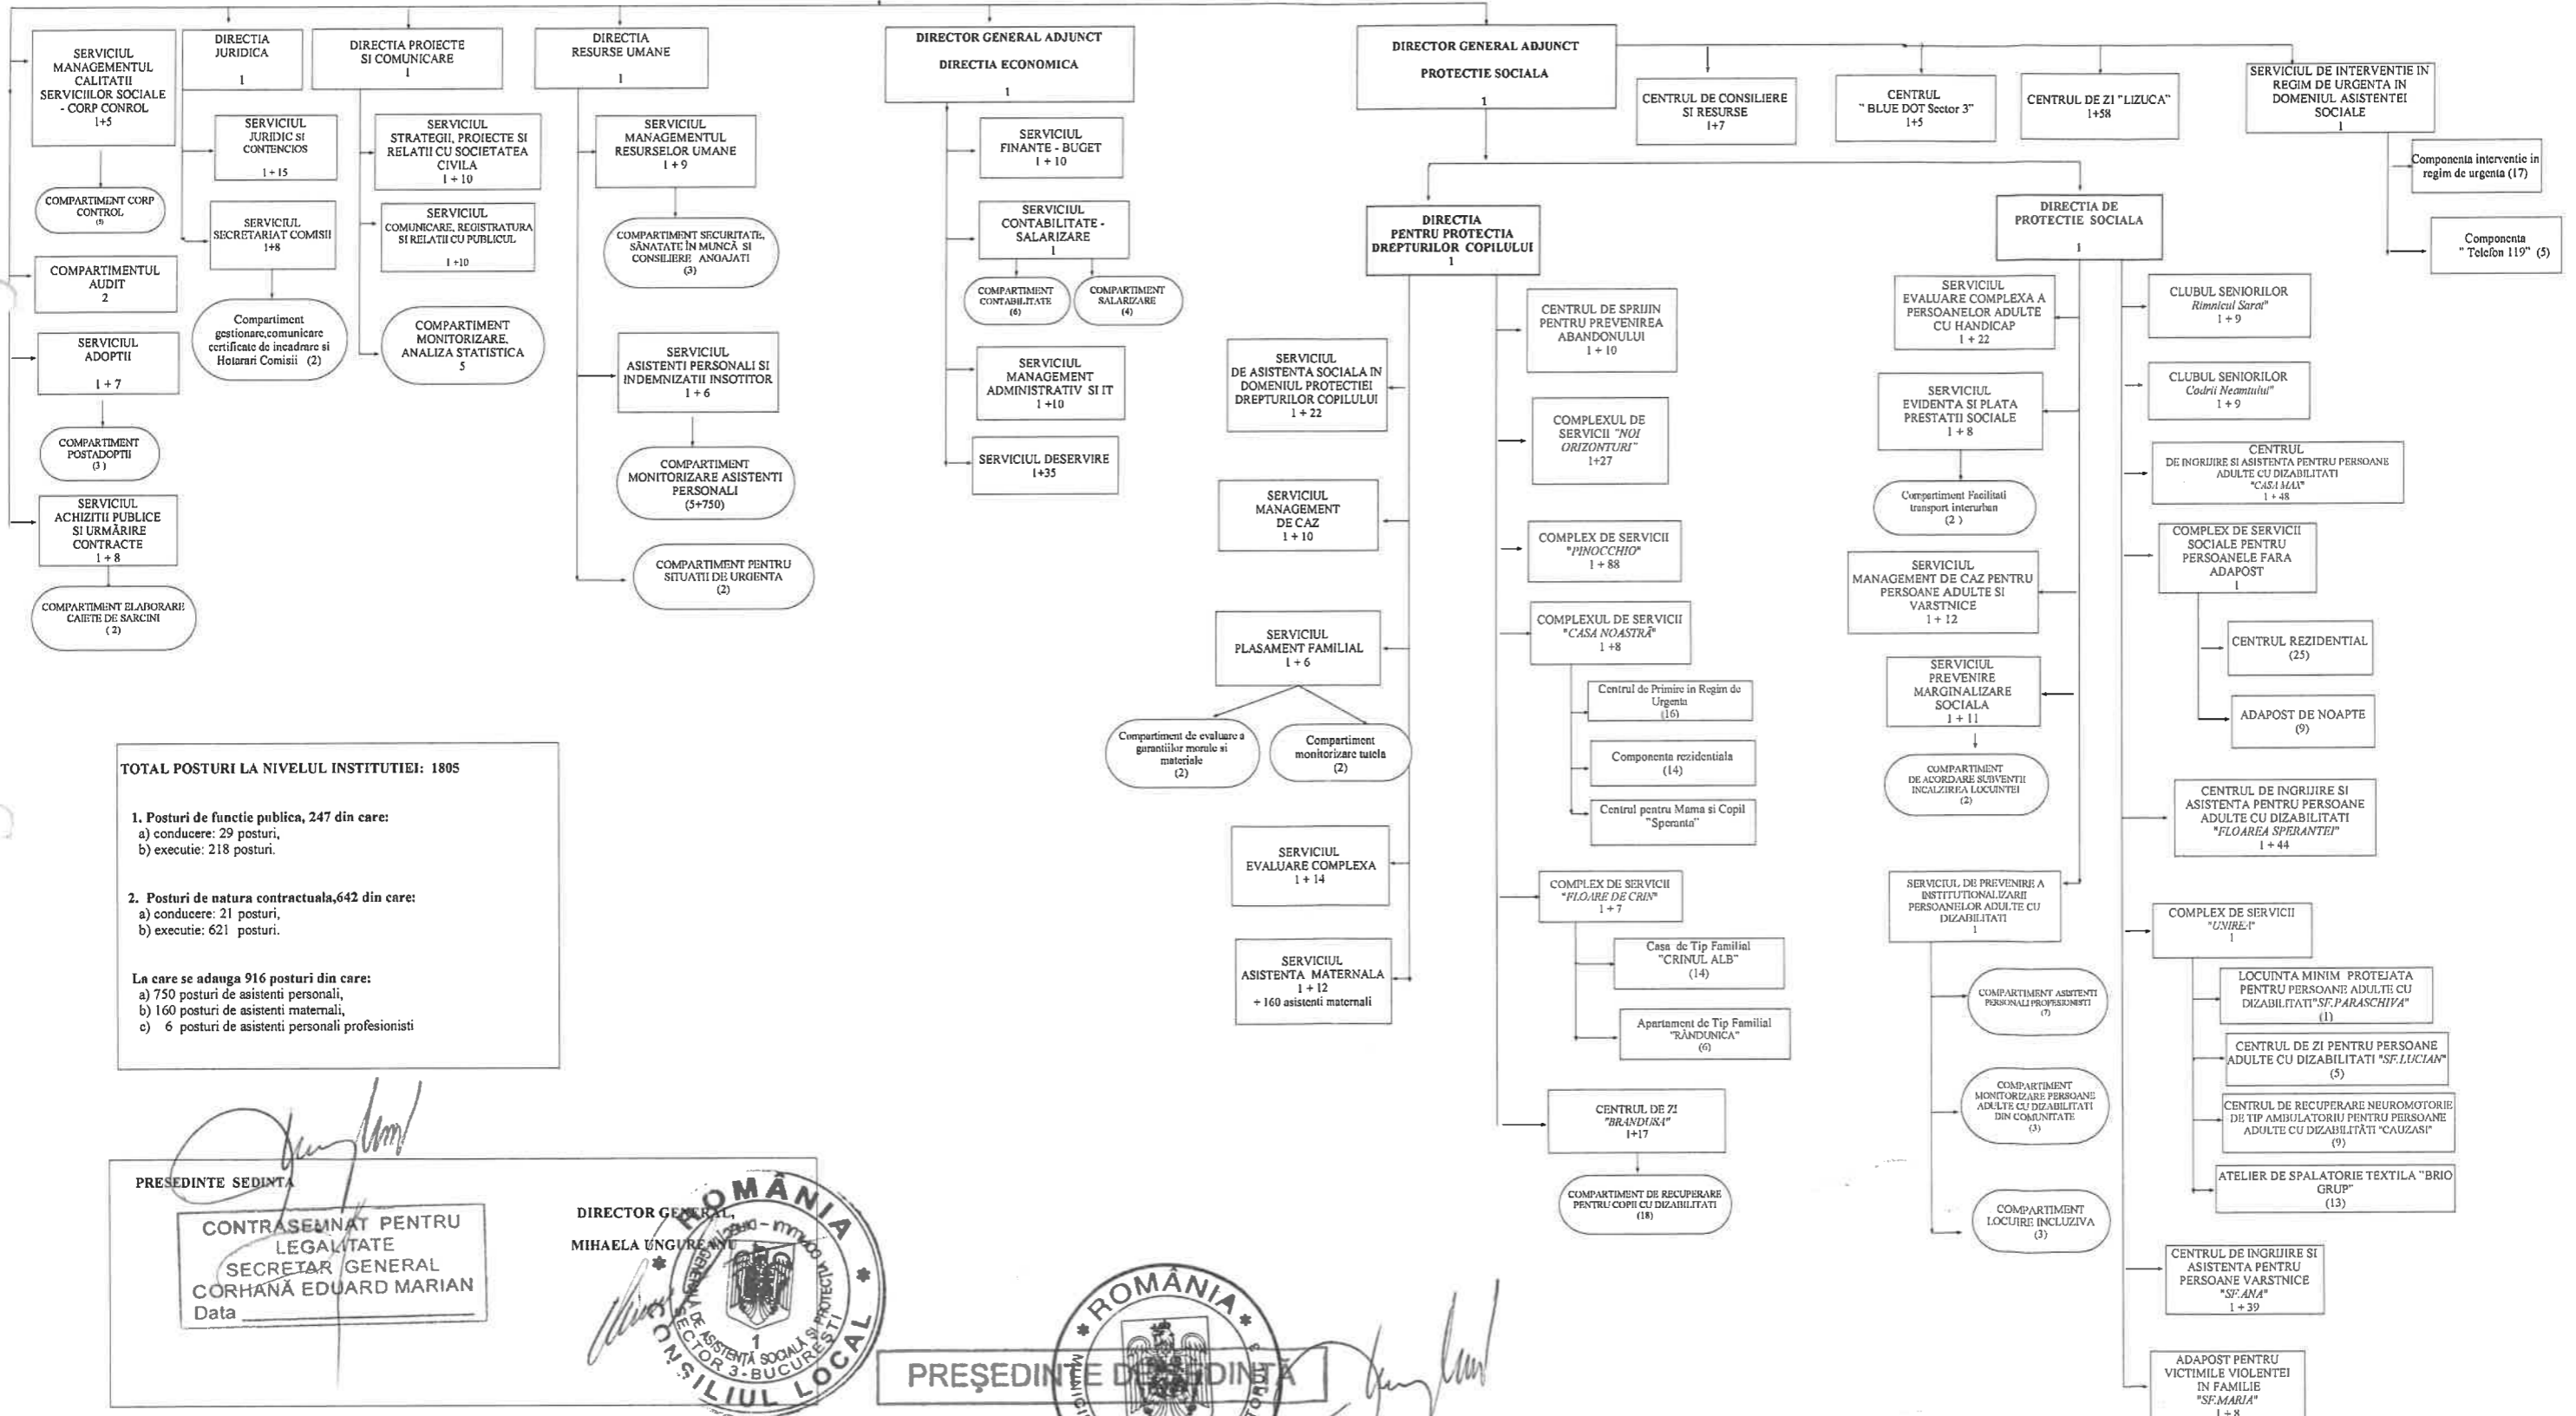 SERVICIUL
MANAGEMENTUL
CALITATII
SERVICIILOR SOCIALE
- CORP CONROL
1+5
COMPARTIMENT CORP
CONTROL
(5)
COMPARTIMENTUL
AUDIT
2
SERVICIUL
ADOPTII
1 + 7
COMPARTIMENT
POSTADOPTII
(3 )
SERVICIUL
ACHIZITII PUBLICE
SI URMĂRIRE
CONTRACTE
1 + 8
COMPARTIMENT ELABORARE
CAIETE DE SARCINI
( 2)
DIRECTIA
JURIDICA
1
SERVICIUL
JURIDIC SI
CONTENCIOS
1 + 15
SERVICIUL
SECRETARIAT COMISII
1+8
Compartiment
gestionare,comunicare
certificate de incadrare si
Hotarari Comisii (2)
DIRECTIA PROIECTE
SI COMUNICARE
1
SERVICIUL
STRATEGII, PROIECTE SI
RELATII CU SOCIETATEA
CIVILA
1 + 10
SERVICIUL
COMUNICARE, REGISTRATURA
SI RELATII CU PUBLICUL
1 +10
COMPARTIMENT
MONITORIZARE,
ANALIZA STATISTICA
5
DIRECTIA
RESURSE UMANE
1
SERVICIUL
MANAGEMENTUL
RESURSELOR UMANE
1 + 9
COMPARTIMENT SECURITATE,
SĂNATATE ÎN MUNCĂ SI
CONSILIERE ANGAJATI
(3)
SERVICIUL
ASISTENTI PERSONALI SI
INDEMNIZATII INSOTITOR
1 + 6
COMPARTIMENT
MONITORIZARE ASISTENTI
PERSONALI
(5+750)
COMPARTIMENT PENTRU
SITUATII DE URGENTA
(2)
DIRECTOR GENERAL ADJUNCT
DIRECTIA ECONOMICA
1
SERVICIUL
FINANTE - BUGET
1 + 10
SERVICIUL
CONTABILITATE -
SALARIZARE
1
COMPARTIMENT
CONTABILITATE
(6)
COMPARTIMENT
SALARIZARE
(4)
SERVICIUL
MANAGEMENT
ADMINISTRATIV SI IT
1 +10
SERVICIUL DESERVIRE
1+35
DIRECTOR GENERAL ADJUNCT
PROTECTIE SOCIALA
1
CENTRUL DE CONSILIERE
SI RESURSE
1+7
CENTRUL
" BLUE DOT Sector 3"
1+5
CENTRUL DE ZI "LIZUCA"
1+58
SERVICIUL DE INTERVENTIE IN
REGIM DE URGENTA IN
DOMENIUL ASISTENTEI
SOCIALE
1
Componenta interventie in
regim de urgenta (17)
Componenta
" Telefon 119" (5)
DIRECTIA
PENTRU PROTECTIA
DREPTURILOR COPILULUI
1
SERVICIUL
DE ASISTENTA SOCIALA IN
DOMENIUL PROTECTIEI
DREPTURILOR COPILULUI
1 + 22
SERVICIUL
MANAGEMENT
DE CAZ
1 + 10
SERVICIUL
PLASAMENT FAMILIAL
1 + 6
Compartiment de evaluare a
garantiilor morale si
materiale
(2)
Compartiment
monitorizare tutela
(2)
SERVICIUL
EVALUARE COMPLEXA
1 + 14
SERVICIUL
ASISTENTA MATERNALA
1 + 12
+ 160 asistenti maternali
CENTRUL DE SPRIJIN
PENTRU PREVENIREA
ABANDONULUI
1 + 10
COMPLEXUL DE
SERVICII "NOI
ORIZONTURI"
1+27
COMPLEX DE SERVICII
"PINOCCHIO"
1 + 88
COMPLEXUL DE SERVICII
"CASA NOASTRĂ"
1 +8
Centrul de Primire in Regim de
Urgenta
(16)
Componenta rezidentiala
(14)
Centrul pentru Mama si Copil
"Speranta"
COMPLEX DE SERVICII
"FLOARE DE CRIN"
1 + 7
Casa de Tip Familial
"CRINUL ALB"
(14)
Apartament de Tip Familial
"RÂNDUNICA"
(6)
CENTRUL DE ZI
"BRANDUSA"
1+17
COMPARTIMENT DE RECUPERARE
PENTRU COPII CU DIZABILITATI
(18)
DIRECTIA DE
PROTECTIE SOCIALA
1
SERVICIUL
EVALUARE COMPLEXA A
PERSOANELOR ADULTE
CU HANDICAP
1 + 22
SERVICIUL
EVIDENTA SI PLATA
PRESTATII SOCIALE
1 + 8
Compartiment Facilitati
transport interurban
(2 )
SERVICIUL
MANAGEMENT DE CAZ PENTRU
PERSOANE ADULTE SI
VARSTNICE
1 + 12
SERVICIUL
PREVENIRE
MARGINALIZARE
SOCIALA
1 + 11
COMPARTIMENT
DE ACORDARE SUBVENTII
INCALZIREA LOCUINTEI
(2)
SERVICIUL DE PREVENIRE A
INSTITUTIONALIZARII
PERSOANELOR ADULTE CU
DIZABILITATI
1
COMPARTIMENT ASISTENTI
PERSONALI PROFESIONISTI
(7)
COMPARTIMENT
MONITORIZARE PERSOANE
ADULTE CU DIZABILITATI
DIN COMUNITATE
(3)
COMPARTIMENT
LOCUIRE INCLUZIVA
(3)
CLUBUL SENIORILOR
Rimnicul Sarat"
1 + 9
CLUBUL SENIORILOR
Codrii Neamtului"
1 + 9
CENTRUL
DE INGRIJIRE SI ASISTENTA PENTRU PERSOANE
ADULTE CU DIZABILITATI
"CASA MAX"
1 + 48
COMPLEX DE SERVICII
SOCIALE PENTRU
PERSOANELE FARA
ADAPOST
1
CENTRUL REZIDENTIAL
(25)
ADAPOST DE NOAPTE
(9)
CENTRUL DE INGRIJIRE SI
ASISTENTA PENTRU PERSOANE
ADULTE CU DIZABILITATI
"FLOAREA SPERANTEI"
1 + 44
COMPLEX DE SERVICII
"UNIREA"
1
LOCUINTA MINIM PROTEJATA
PENTRU PERSOANE ADULTE CU
DIZABILITATI"SF.PARASCHIVA"
(1)
CENTRUL DE ZI PENTRU PERSOANE
ADULTE CU DIZABILITATI "SF.LUCIAN"
(5)
CENTRUL DE RECUPERARE NEUROMOTORIE
DE TIP AMBULATORIU PENTRU PERSOANE
ADULTE CU DIZABILITĂTI "CAUZASI"
(9)
ATELIER DE SPALATORIE TEXTILA "BRIO
GRUP"
(13)
CENTRUL DE INGRIJIRE SI
ASISTENTA PENTRU
PERSOANE VARSTNICE
"SF.ANA"
1 + 39
ADAPOST PENTRU
VICTIMILE VIOLENTEI
IN FAMILIE
"SF.MARIA"
1 + 8
TOTAL POSTURI LA NIVELUL INSTITUTIEI: 1805
1. Posturi de functie publica, 247 din care:
a) conducere: 29 posturi,
b) executie: 218 posturi.
2. Posturi de natura contractuala,642 din care:
a) conducere: 21 posturi,
b) executie: 621 posturi.
La care se adauga 916 posturi din care:
a) 750 posturi de asistenti personali,
b) 160 posturi de asistenti maternali,
c) 6 posturi de asistenti personali profesionisti
PRESEDINTE SEDINTA
CONTRASEMNAT PENTRU
LEGALITATE
SECRETAR GENERAL
CORHANĂ EDUARD MARIAN
Data
DIRECTOR GENERAL,
MIHAELA UNGUREANU
ROMÂNIA
CONSILIUL LOCAL
DE ASISTENTĂ SOCIALĂ ȘI PROTECTIA
SECTOR 3-BUCUREȘTI
1
PREȘEDINTE DE ȘEDINȚĂ
ROMÂNIA